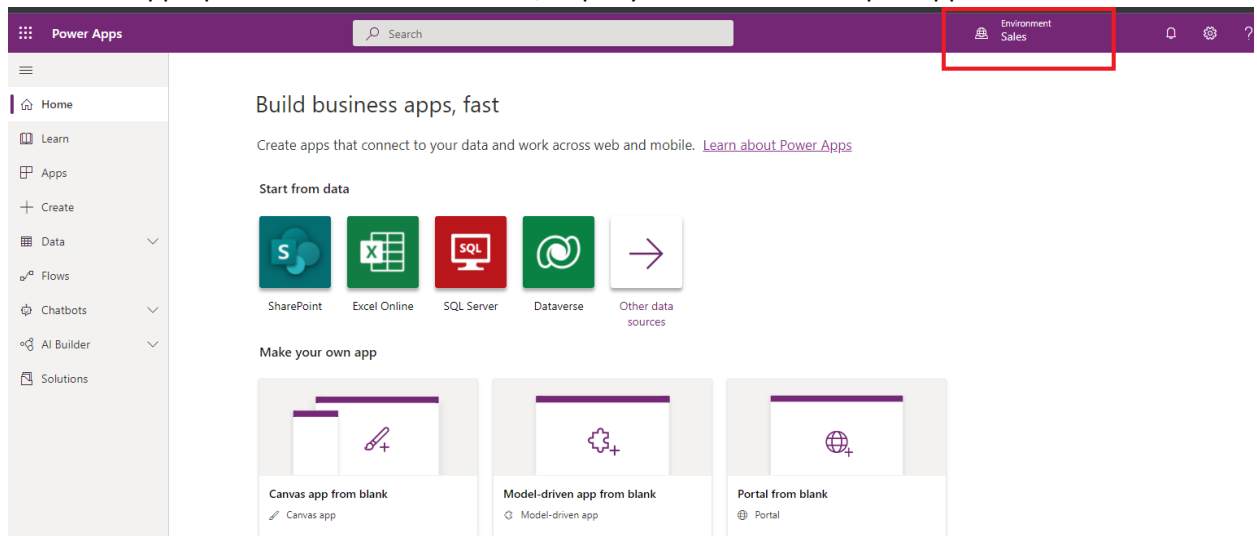 Power Apps
Search
Environment
Sales
?
Home
Learn
Apps
Create
Data
Flows
Chatbots
AI Builder
Solutions
Build business apps, fast
Create apps that connect to your data and work across web and mobile. Learn about Power Apps
Start from data
S
X
SQL
SharePoint
Excel Online
SQL Server
Dataverse
Other data
sources
Make your own app
Canvas app from blank
Canvas app
Model-driven app from blank
Model-driven app
Portal from blank
Portal